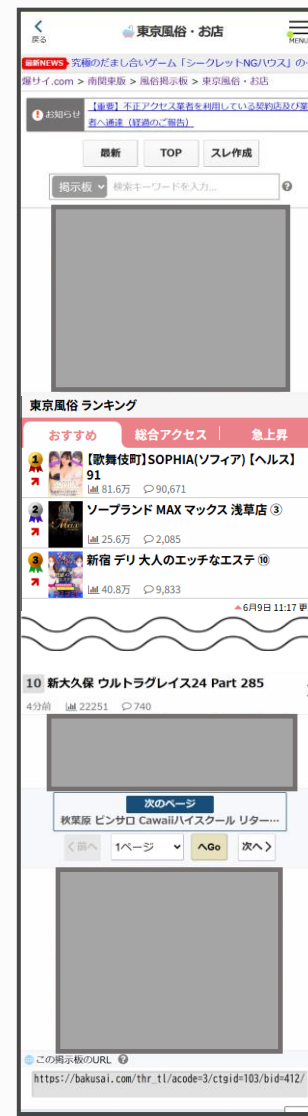 戻る
東京風俗・お店
MENU
最新NEWS 究極のだまし合いゲーム「シークレットNGハウス」の
爆サイ.com > 南関東版 > 風俗掲示板 > 東京風俗・お店
お知らせ
【重要】不正アクセス業者を利用している契約店及び業
者へ通達（経過のご報告）
最新 TOP スレ作成
掲示板 検索キーワードを入力...
東京風俗 ランキング
おすすめ 総合アクセス 急上昇
1 【歌舞伎町】SOPHIA(ソフィア)【ヘルス】
91
81.6万 90,671
2 ソープランド MAX マックス 浅草店 ③
25.6万 2,085
3 新宿 デリ 大人のエッチなエステ ⑩
40.8万 9,833
6月9日 11:17 更
10 新大久保 ウルトラグレイス24 Part 285
4分前 22251 740
次のページ
秋葉原 ピンサロ Cawaiiハイスクール リター…
<前へ 1ページ へGo 次へ>
この掲示板のURL
https://bakusai.com/thr_tl/acode=3/ctgid=103/bid=412/